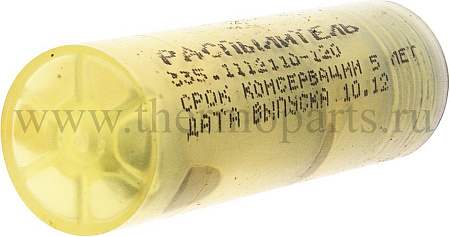 РАСПЫЛИТЕЛЬ
335.1112110-120
СРОК КОНСЕРВАЦИИ 5 ЛЕТ
ДАТА ВЫПУСКА 10.12
www.thermoparts.ru